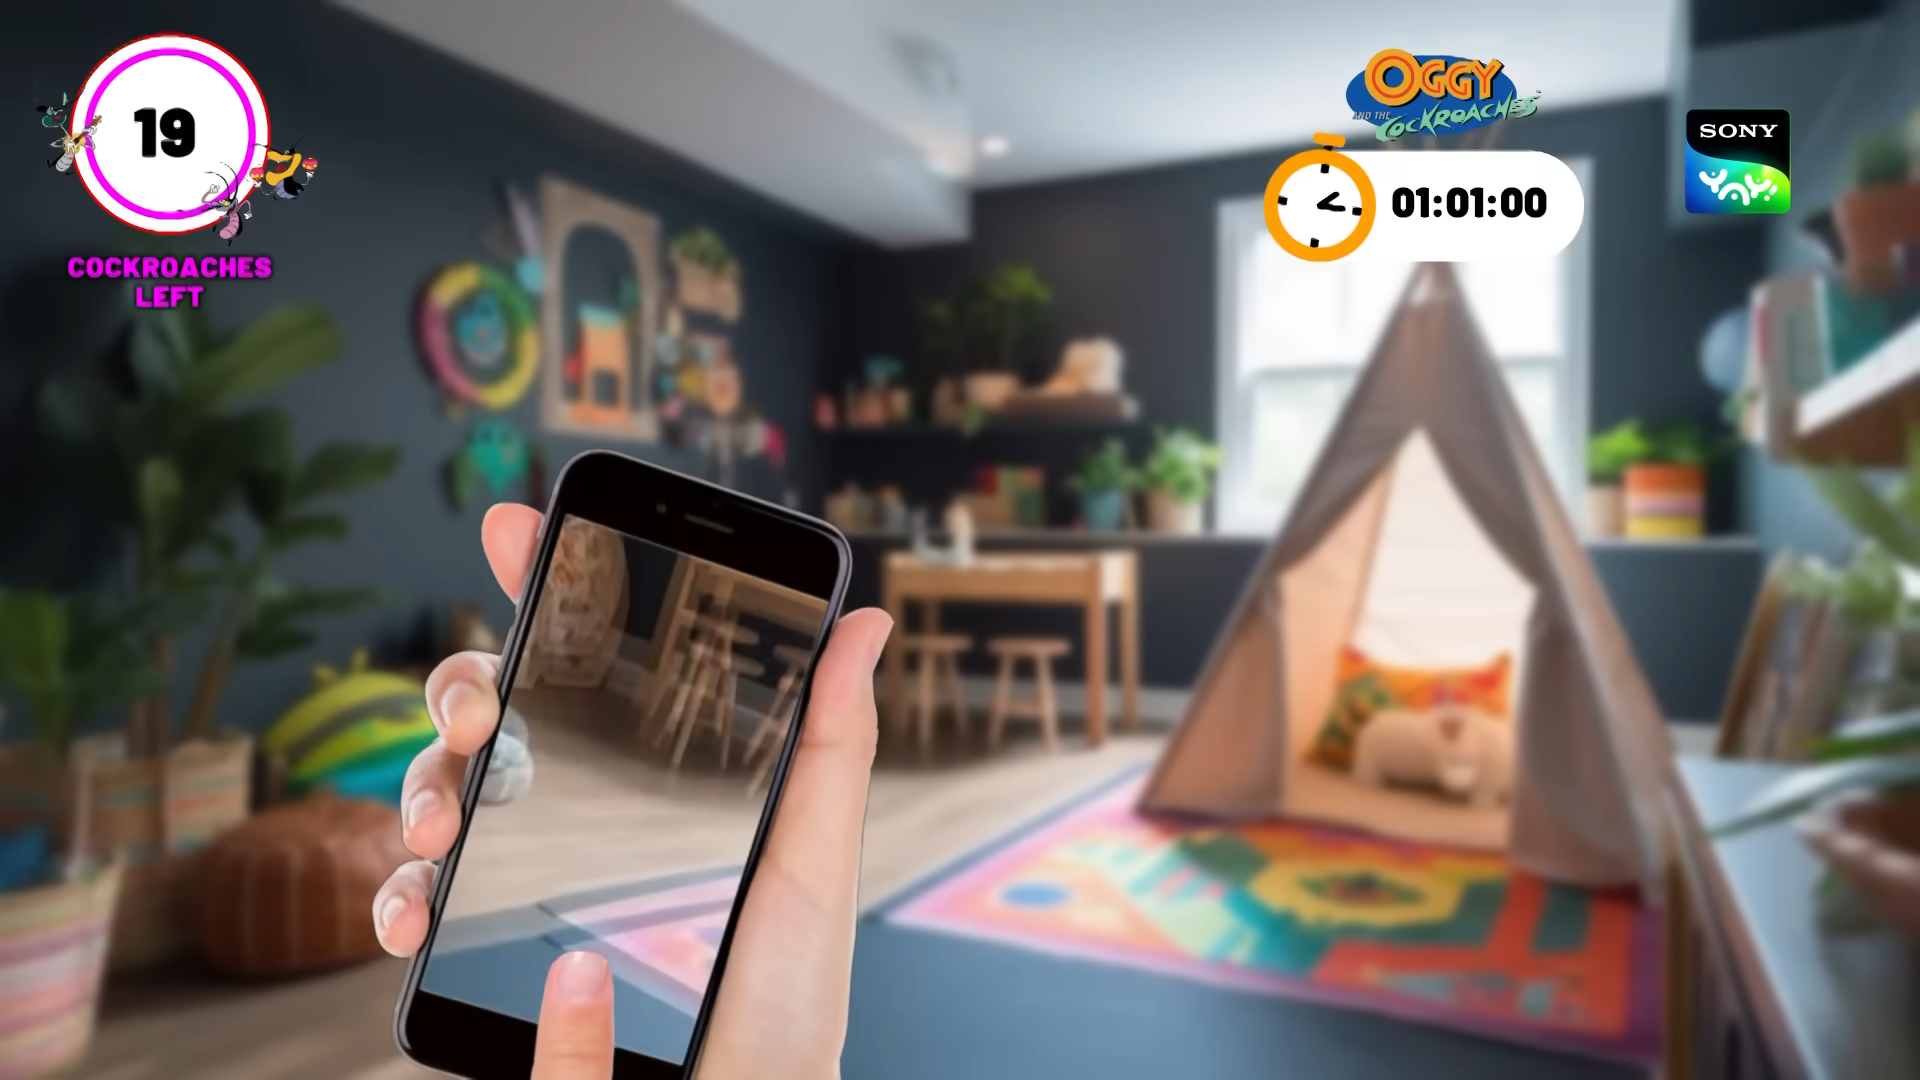 19
COCKROACHES
LEFT
OGGY
AND THE
COCKROACHES
01:01:00
SONY
YAY!